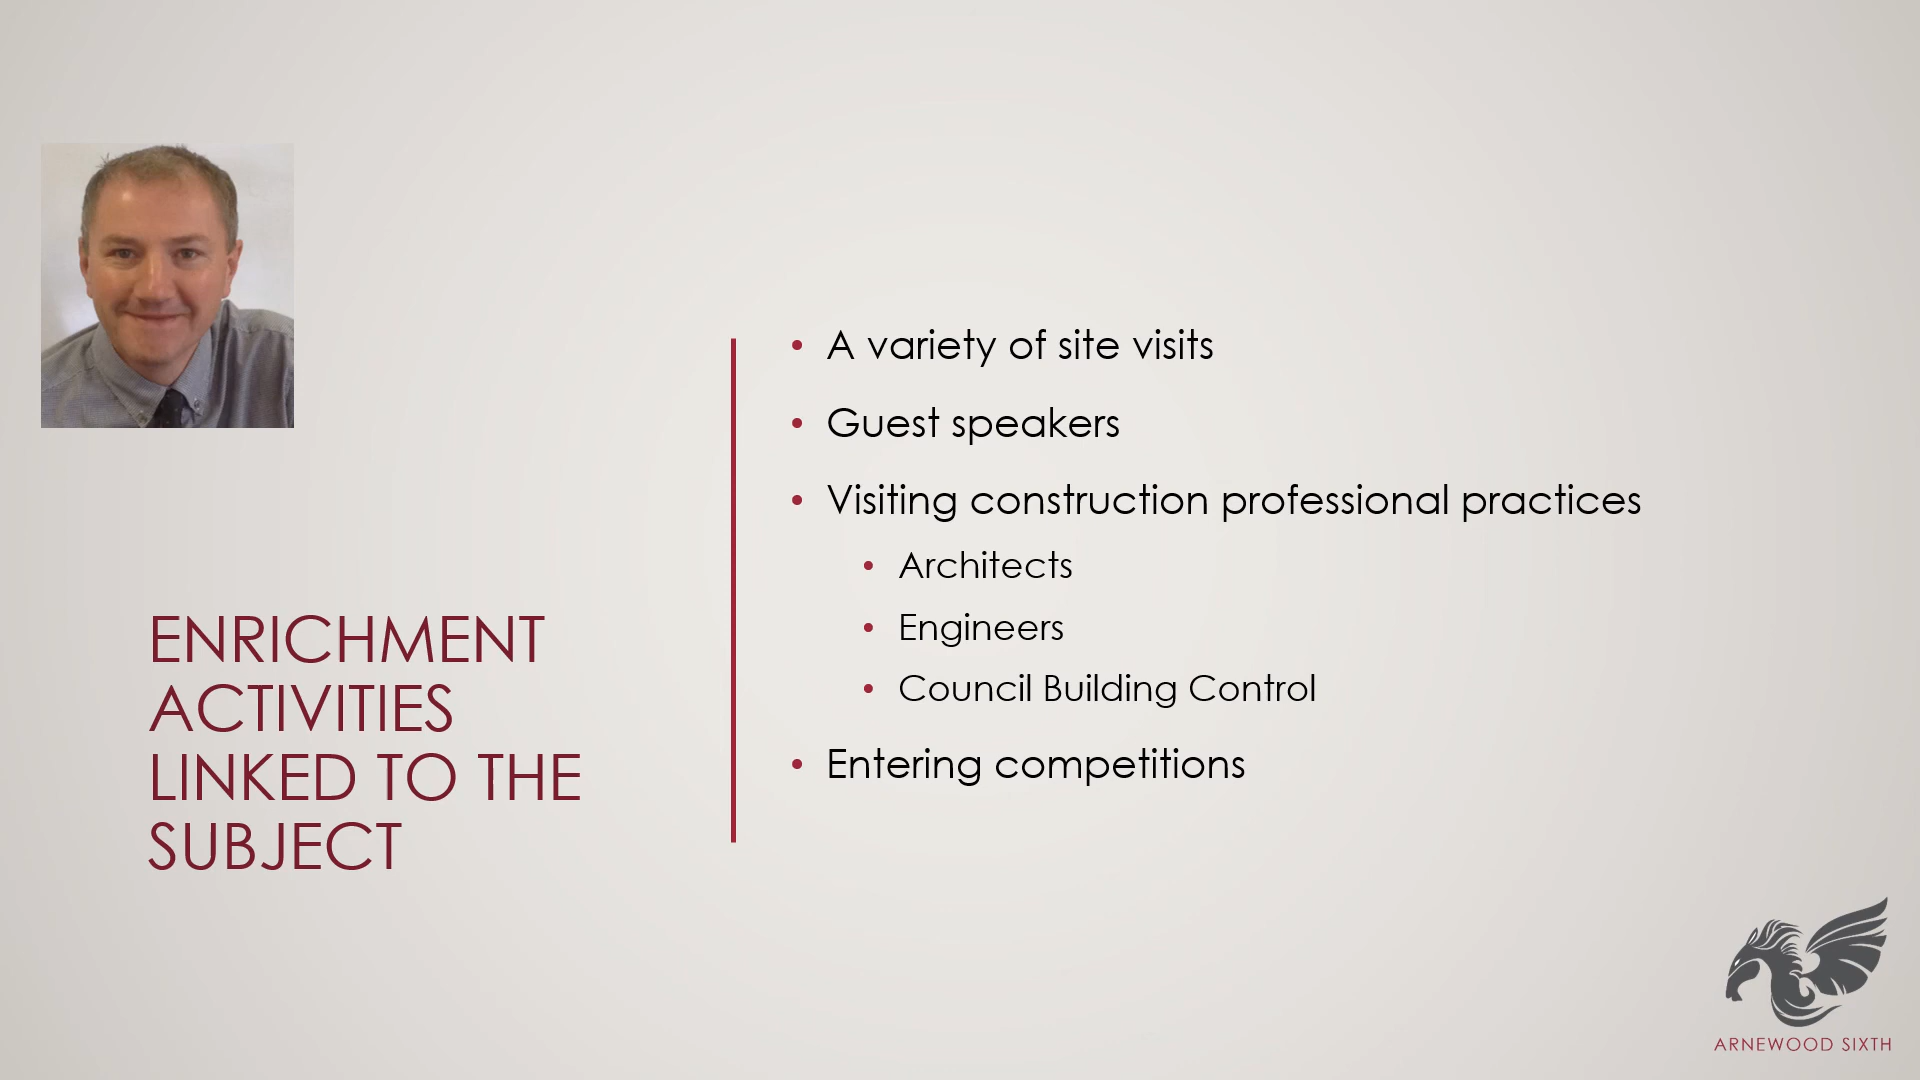 ENRICHMENT
ACTIVITIES
LINKED TO THE
SUBJECT
• A variety of site visits
• Guest speakers
• Visiting construction professional practices
• Architects
• Engineers
• Council Building Control
• Entering competitions
ARNEWOOD SIXTH